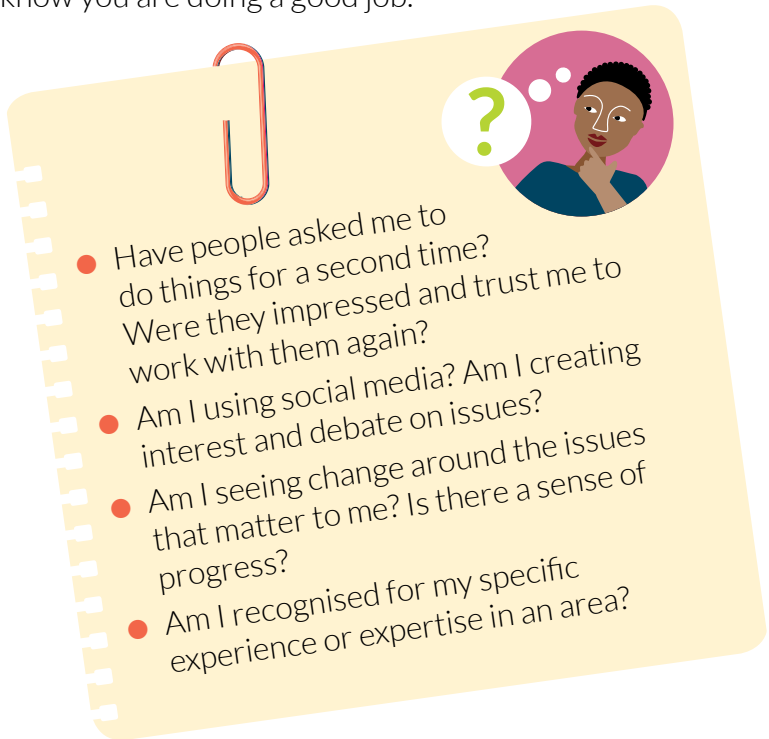 know you are doing a good job.
?
Have people asked me to
do things for a second time?
Were they impressed and trust me to
work with them again?
Am I using social media? Am I creating
interest and debate on issues?
Am I seeing change around the issues
that matter to me? Is there a sense of
progress?
Am I recognised for my specific
experience or expertise in an area?